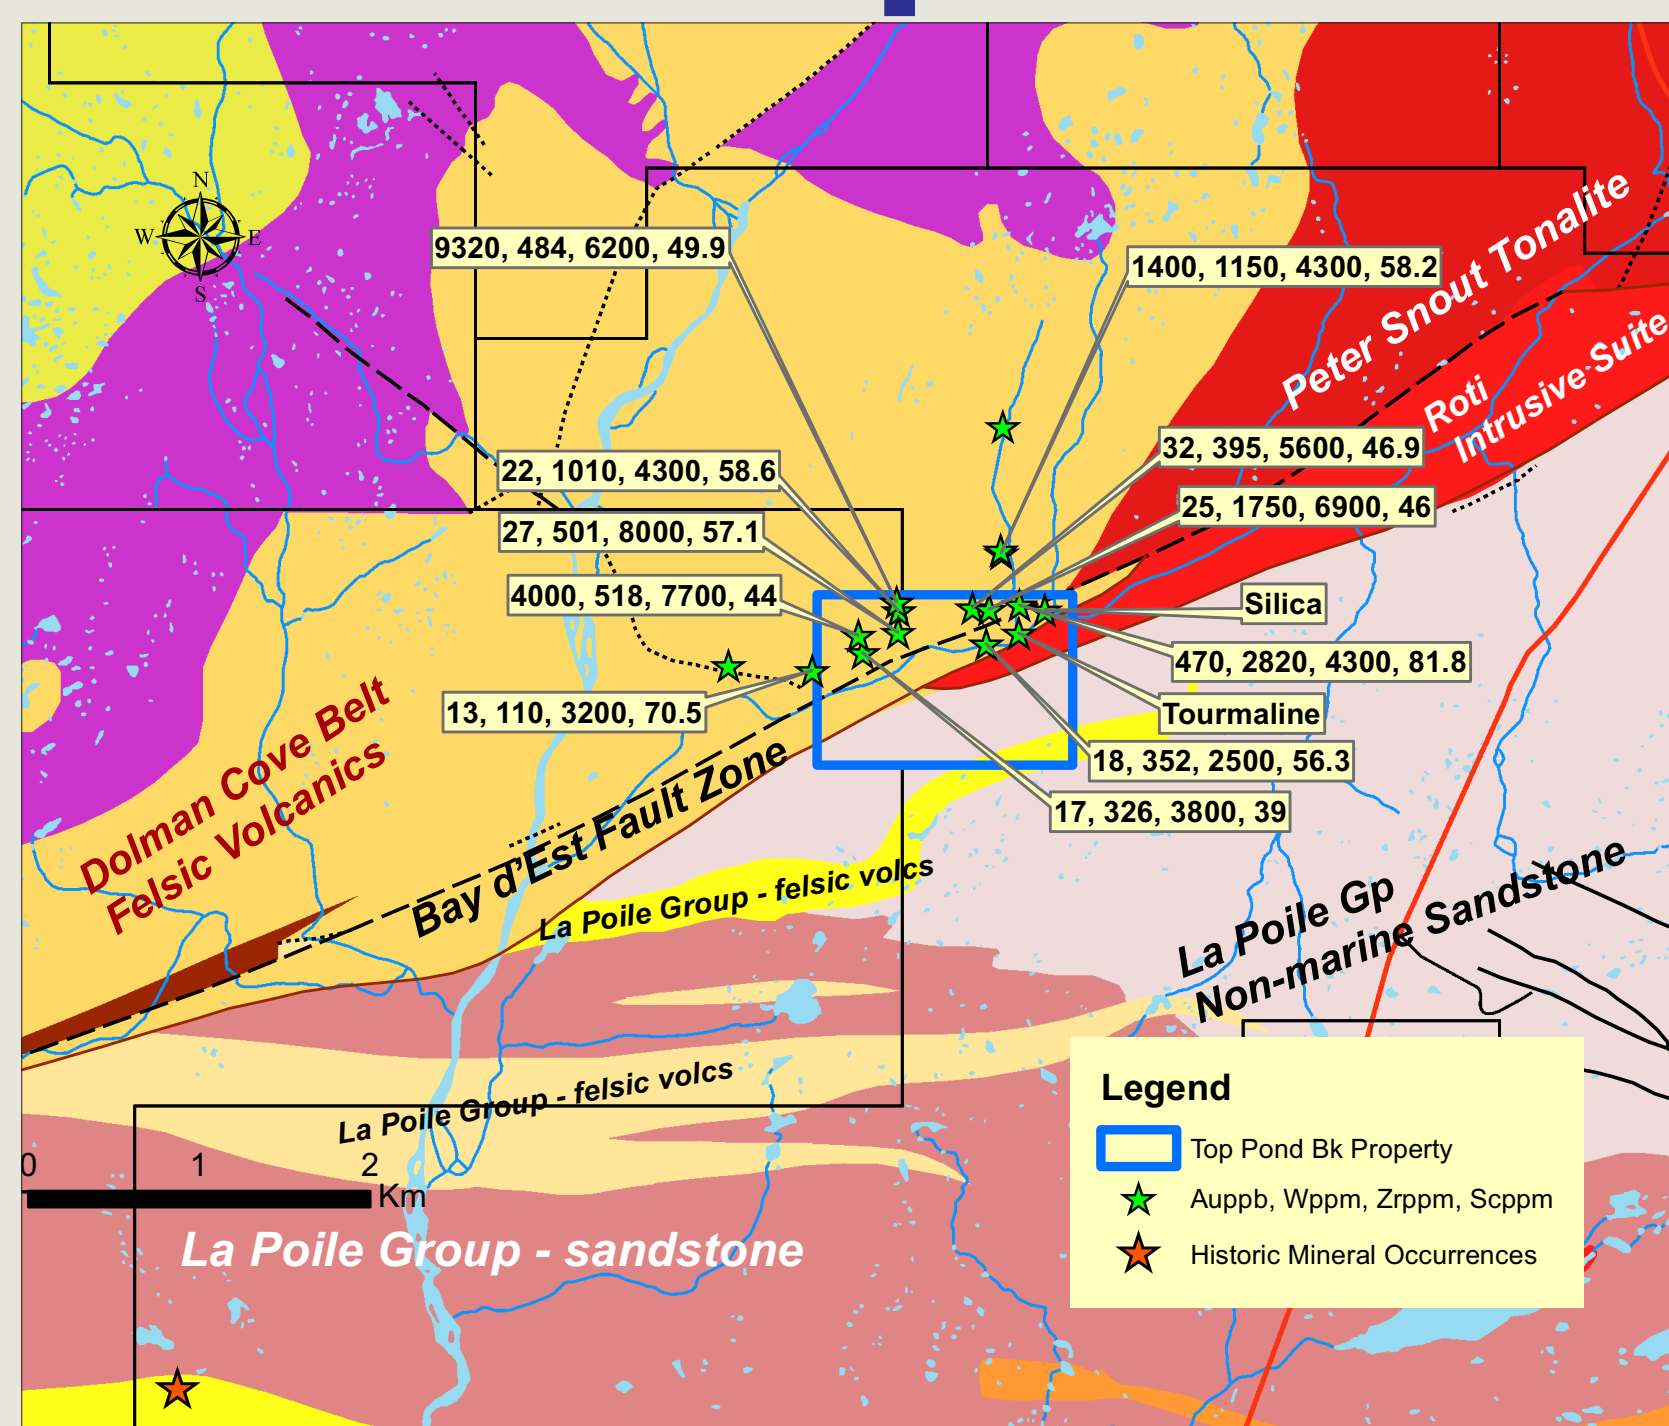 N
W E
S
9320, 484, 6200, 49.9
1400, 1150, 4300, 58.2
Peter Snout Tonalite
Roti
Intrusive Suite
32, 395, 5600, 46.9
22, 1010, 4300, 58.6
25, 1750, 6900, 46
27, 501, 8000, 57.1
4000, 518, 7700, 44
Silica
470, 2820, 4300, 81.8
13, 110, 3200, 70.5
Tourmaline
18, 352, 2500, 56.3
17, 326, 3800, 39
Dolman Cove Belt
Felsic Volcanics
Bay d'Est Fault Zone
La Poile Group - felsic volcs
La Poile Gp
Non-marine Sandstone
La Poile Group - felsic volcs
0 1 2
Km
La Poile Group - sandstone
Legend
Top Pond Bk Property
Auppb, Wppm, Zrppm, Scppm
Historic Mineral Occurrences